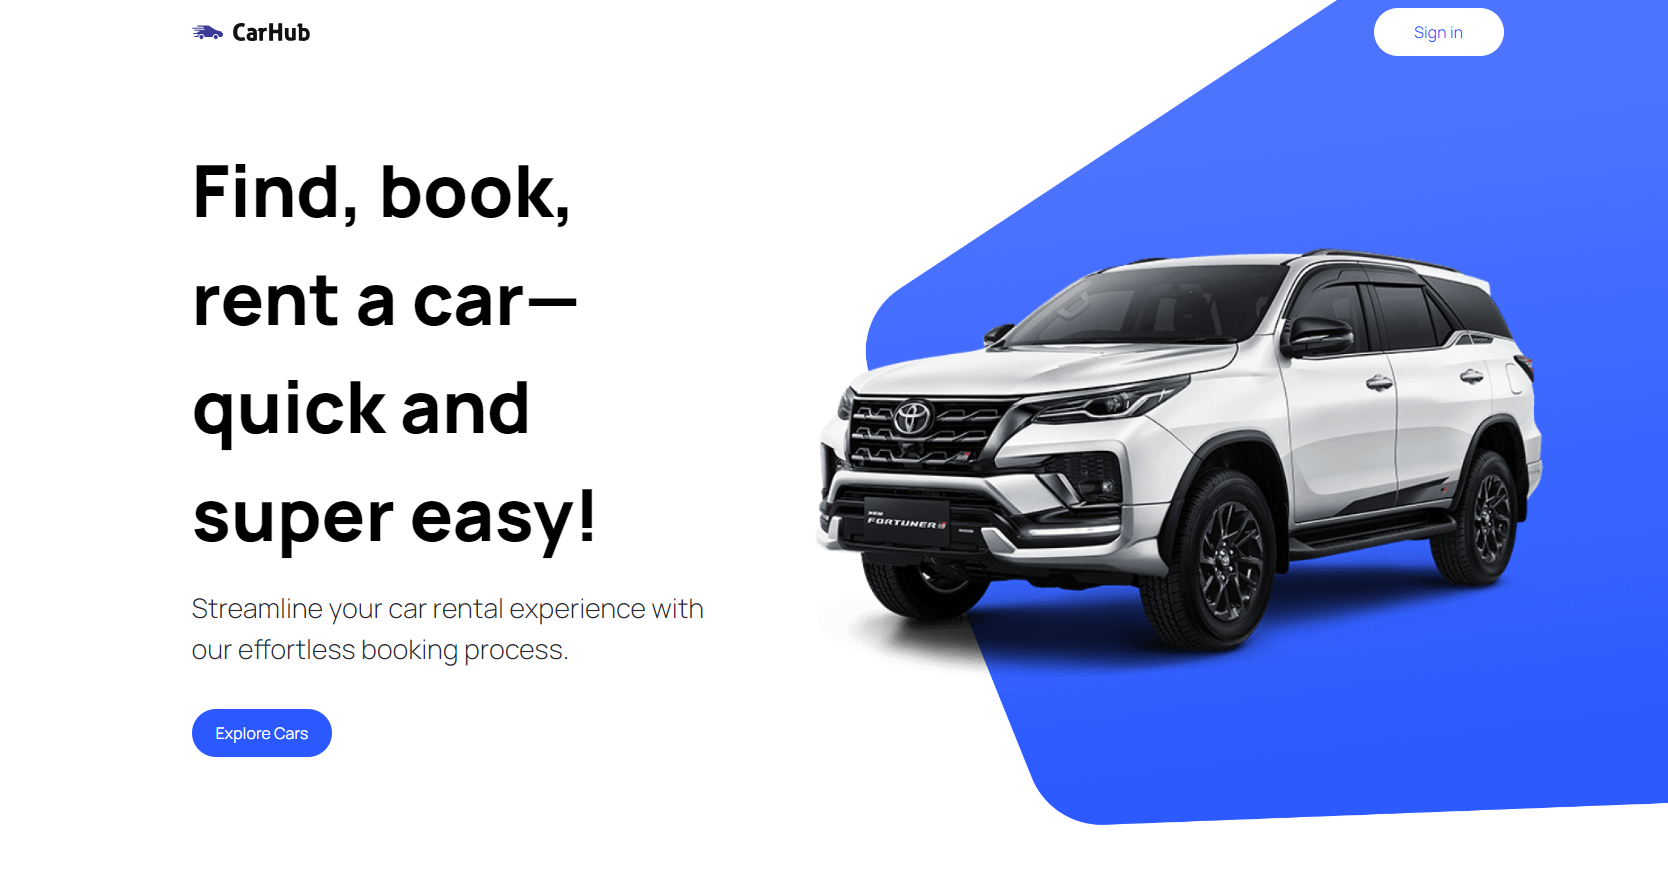 CarHub
Sign in
Find, book,
rent a car—
quick and
super easy!
Streamline your car rental experience with
our effortless booking process.
Explore Cars
NEW
FORTUNER